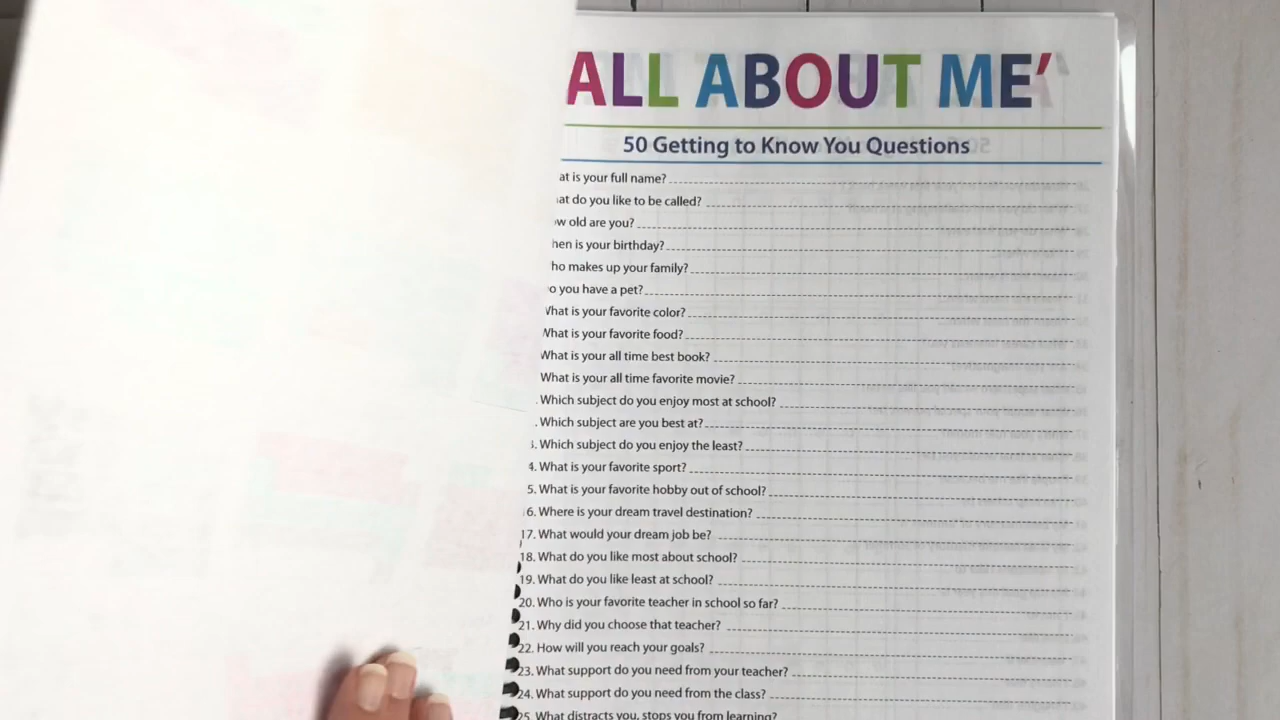 ALL ABOUT ME'
50 Getting to Know You Questions
at is your full name?
at do you like to be called?
w old are you?
hen is your birthday?
ho makes up your family?
o you have a pet?
What is your favorite color?
What is your favorite food?
What is your all time best book?
What is your all time favorite movie?
. Which subject do you enjoy most at school?
. Which subject are you best at?
3. Which subject do you enjoy the least?
4. What is your favorite sport?
5. What is your favorite hobby out of school?
6. Where is your dream travel destination?
17. What would your dream job be?
18. What do you like most about school?
19. What do you like least at school?
20. Who is your favorite teacher in school so far?
21. Why did you choose that teacher?
22. How will you reach your goals?
23. What support do you need from your teacher?
24. What support do you need from the class?
25. What distracts you, stops you from learning?